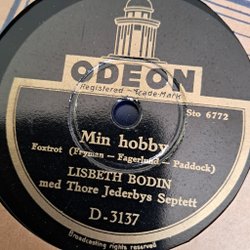 ODEON
Registered Trade-Mark
Sto 6772
Min hobby
Foxtrot (Fryman — Fagerlund — Paddock)
LISBETH BODIN
med Thore Jederbys Septett
D-3137
Broadcasting rights reserved